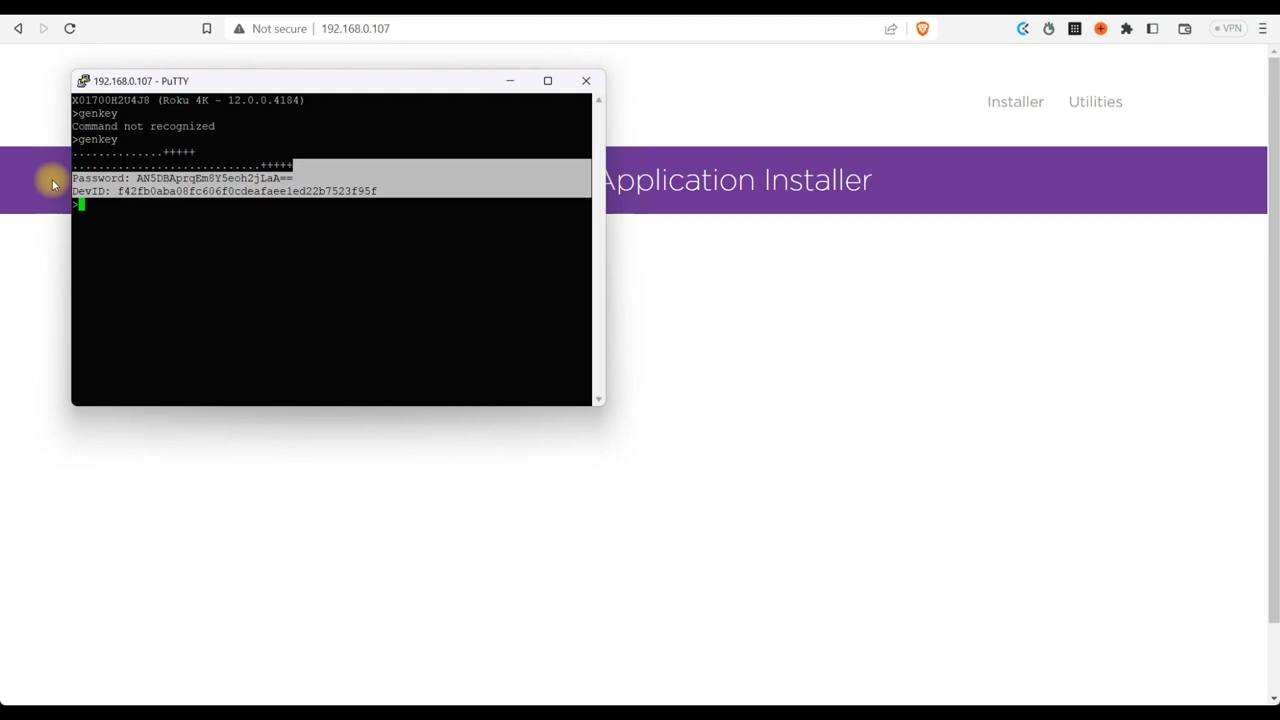 Not secure
192.168.0.107
VPN
192.168.0.107 - PuTTY
X01700H2U4J8 (Roku 4K - 12.0.0.4184)
>genkey
Command not recognized
>genkey
..............+++++
.............................+++++
Password: AN5DBAprqEm8Y5eoh2jLaA==
DevID: f42fb0aba08fc606f0cdeafaee1ed22b7523f95f
>
Installer
Utilities
Application Installer